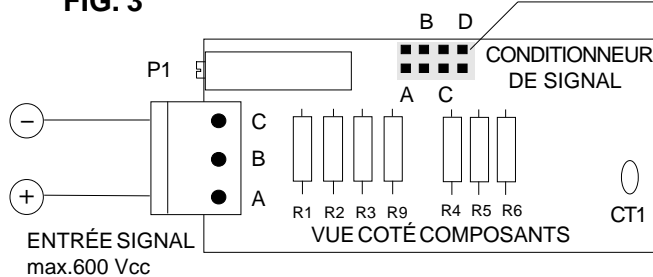 FIG. 3
B D
P1
CONDITIONNEUR
DE SIGNAL
A C
− C
B
+ A
R1 R2 R3 R9 R4 R5 R6
CT1
ENTRÉE SIGNAL
max.600 Vcc
VUE COTÉ COMPOSANTS